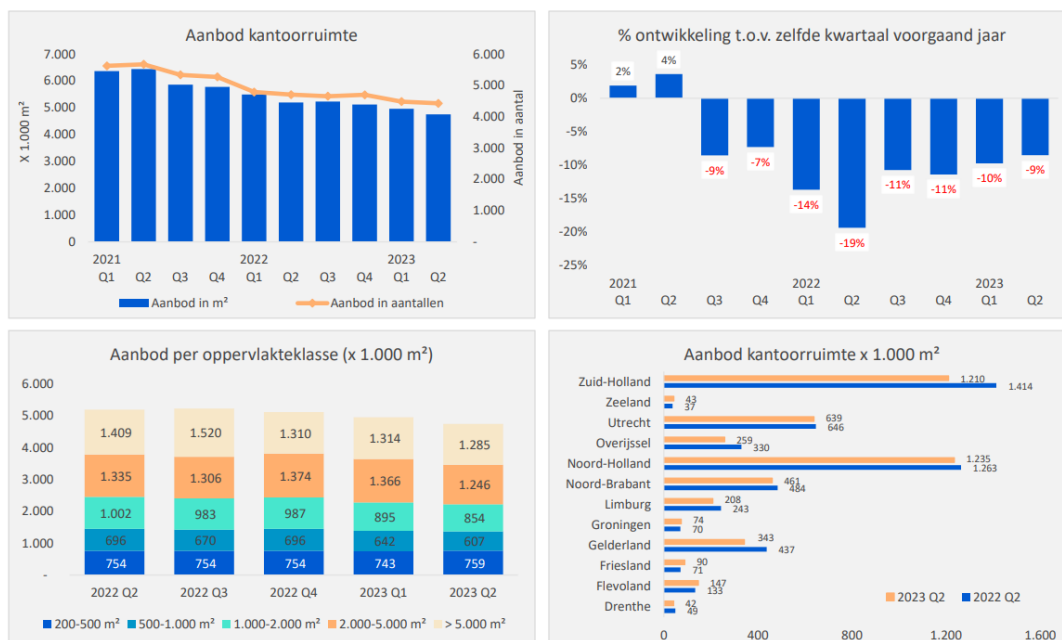 Aanbod kantoorruimte
7.000
6.000
5.000
4.000
3.000
2.000
1.000
0
X 1.000 m²
6.000
5.000
4.000
3.000
2.000
1.000
-
Aanbod in aantal
2021 2022 2023
Q1 Q2 Q3 Q4 Q1 Q2 Q3 Q4 Q1 Q2
Aanbod in m² Aanbod in aantallen
% ontwikkeling t.o.v. zelfde kwartaal voorgaand jaar
5%
0%
-5%
-10%
-15%
-20%
-25%
2% 4% -9% -7% -14% -19% -11% -11% -10% -9%
2021 2022 2023
Q1 Q2 Q3 Q4 Q1 Q2 Q3 Q4 Q1 Q2
Aanbod per oppervlakteklasse (x 1.000 m²)
6.000
5.000
4.000
3.000
2.000
1.000
-
1.409 1.520 1.310 1.314 1.285
1.335 1.306 1.374 1.366 1.246
1.002 983 987 895 854
696 670 696 642 607
754 754 754 743 759
2022 Q2 2022 Q3 2022 Q4 2023 Q1 2023 Q2
200-500 m² 500-1.000 m² 1.000-2.000 m² 2.000-5.000 m² > 5.000 m²
Aanbod kantoorruimte x 1.000 m²
Zuid-Holland 1.210 1.414
Zeeland 43 37
Utrecht 639 646
Overijssel 259 330
Noord-Holland 1.235 1.263
Noord-Brabant 461 484
Limburg 208 243
Groningen 74 70
Gelderland 343 437
Friesland 90 71
Flevoland 147 133
Drenthe 42 49
2023 Q2 2022 Q2
0 400 800 1.200 1.600